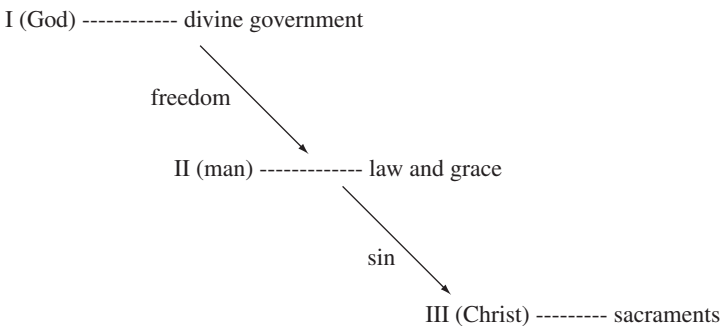 I (God) ------------ divine government
freedom
II (man) ------------- law and grace
sin
III (Christ) --------- sacraments